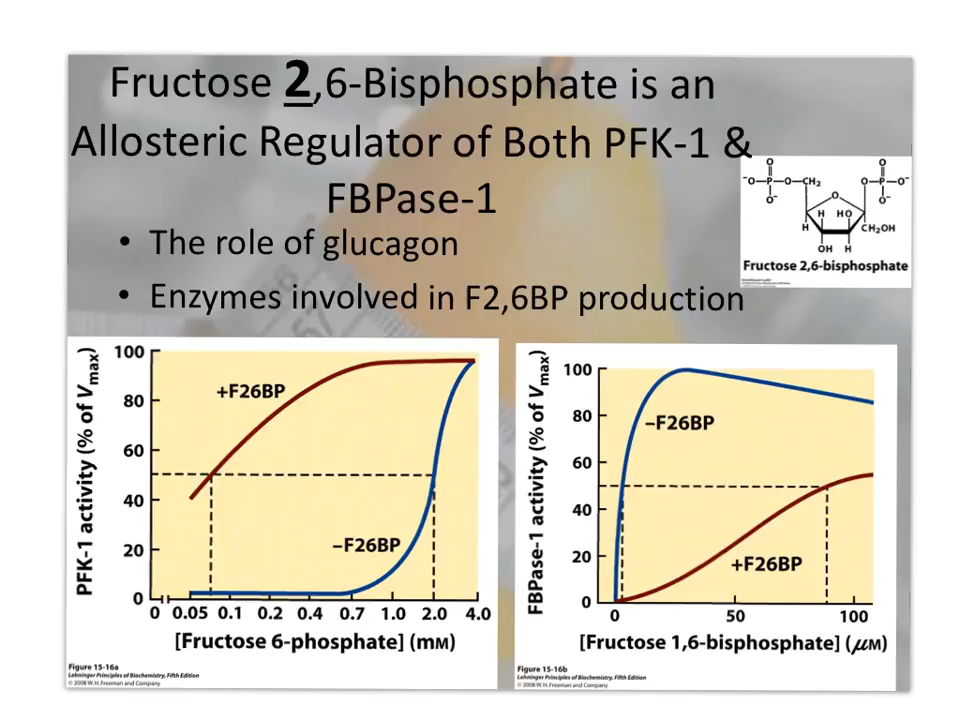 Fructose 2,6-Bisphosphate is an
Allosteric Regulator of Both PFK-1 &
FBPase-1
• The role of glucagon
• Enzymes involved in F2,6BP production
O O
⁻O—P—O—CH₂ O—P—O⁻
O⁻ O O⁻
H HO
H CH₂OH
OH H
Fructose 2,6-bisphosphate
PFK-1 activity (% of Vmax)
100
80
60
40
20
0
+F26BP
–F26BP
0 0.05 0.1 0.2 0.4 0.7 1.0 2.0 4.0
[Fructose 6-phosphate] (mM)
Figure 15-16a
Lehninger Principles of Biochemistry, Fifth Edition
© 2008 W. H. Freeman and Company
FBPase-1 activity (% of Vmax)
100
80
60
40
20
0
–F26BP
+F26BP
0 50 100
[Fructose 1,6-bisphosphate] (μM)
Figure 15-16b
Lehninger Principles of Biochemistry, Fifth Edition
© 2008 W. H. Freeman and Company